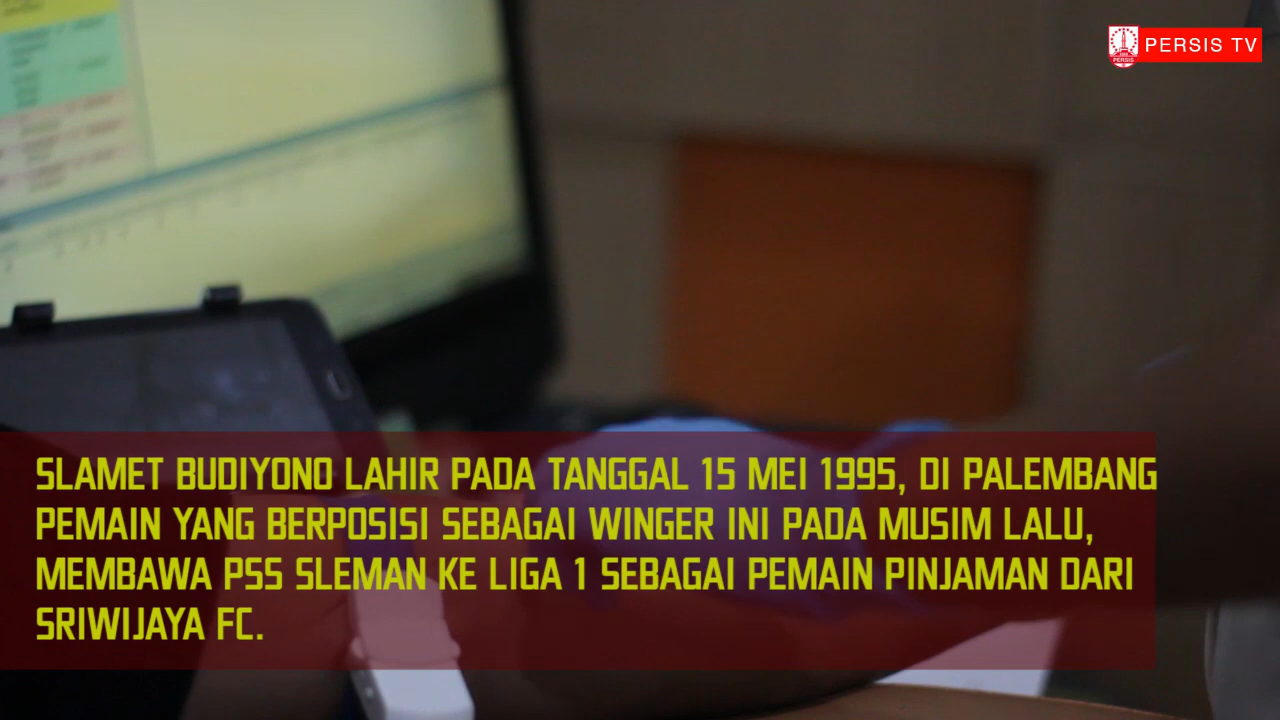 PERSIS
PERSIS TV
SLAMET BUDIYONO LAHIR PADA TANGGAL 15 MEI 1995, DI PALEMBANG
PEMAIN YANG BERPOSISI SEBAGAI WINGER INI PADA MUSIM LALU,
MEMBAWA PSS SLEMAN KE LIGA 1 SEBAGAI PEMAIN PINJAMAN DARI
SRIWIJAYA FC.